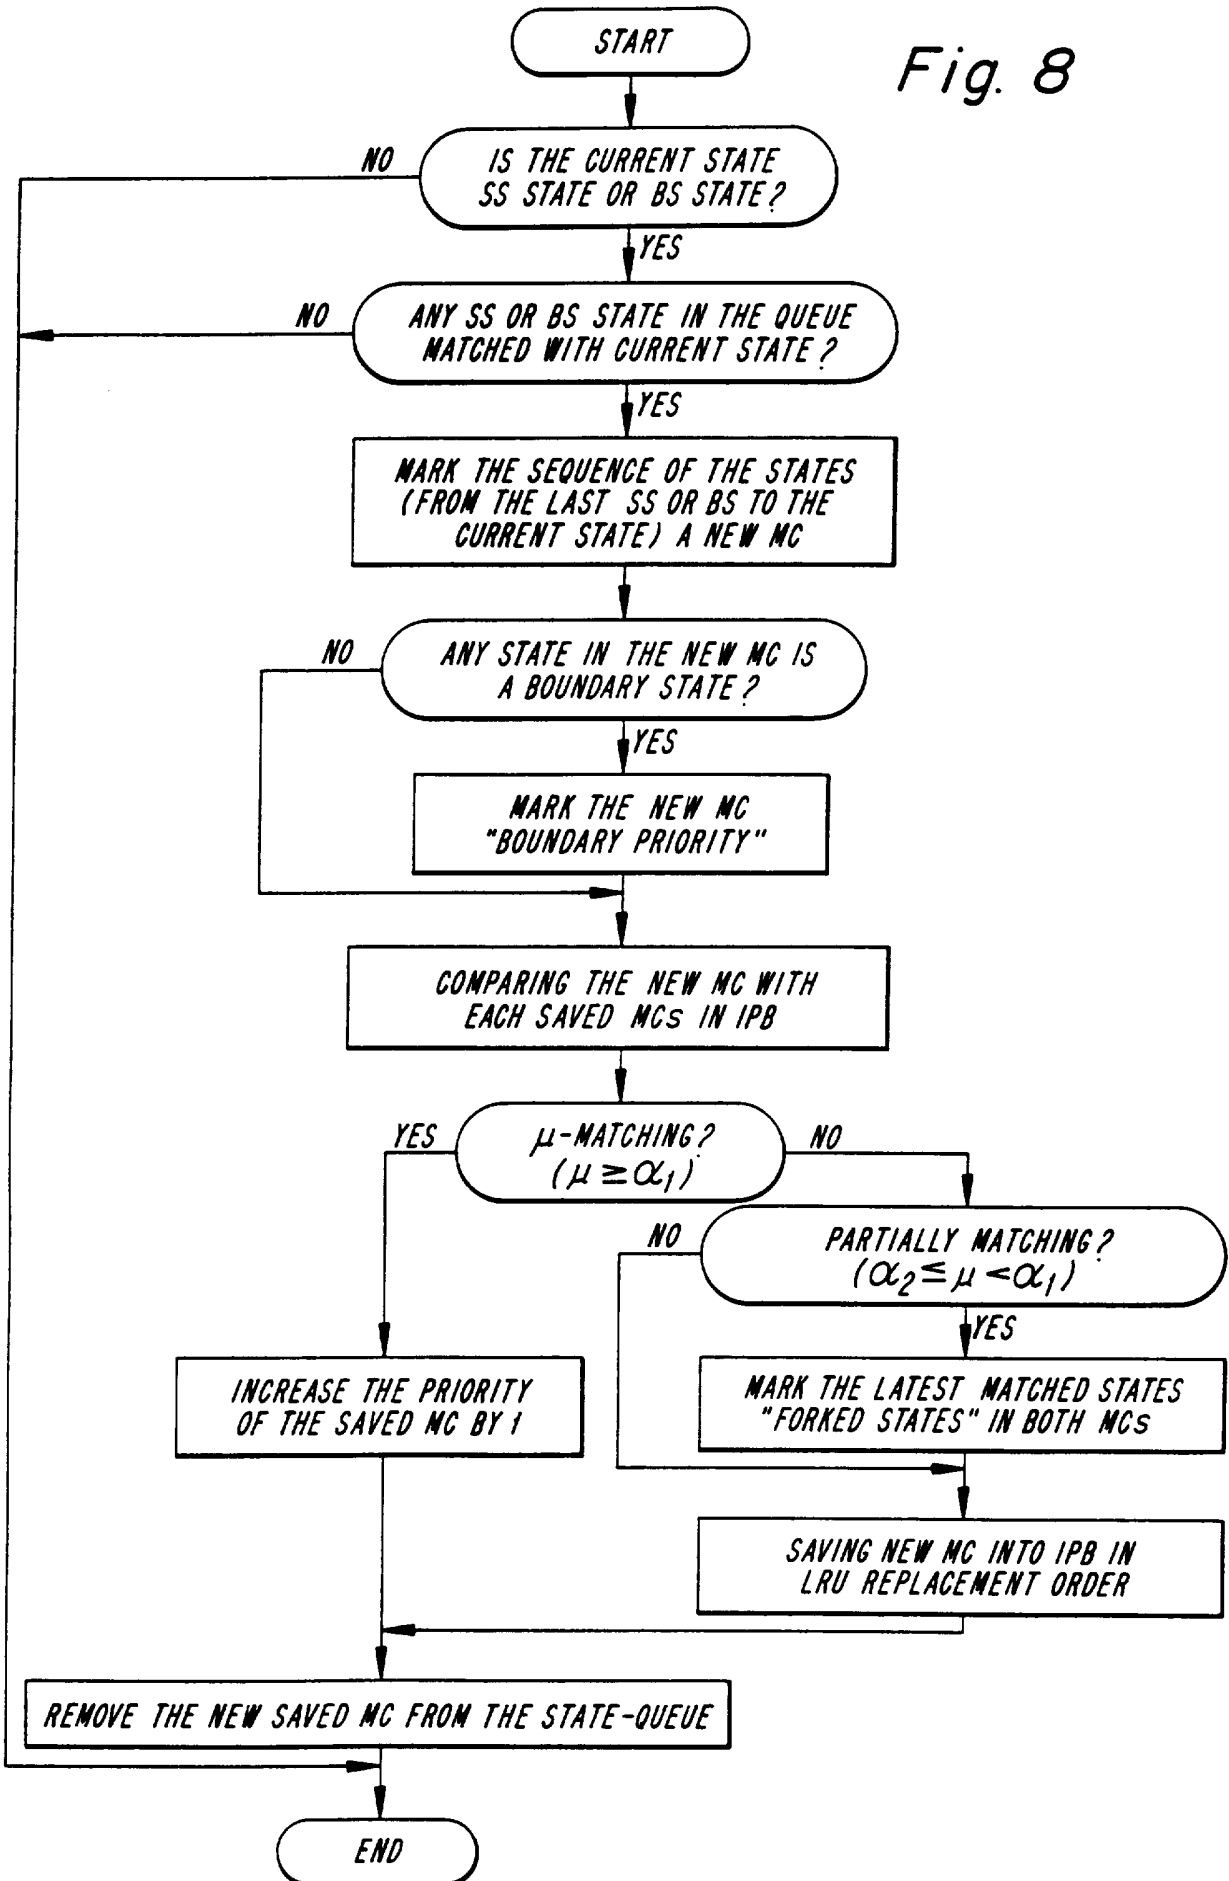 START
Fig. 8
IS THE CURRENT STATE
SS STATE OR BS STATE?
NO
YES
ANY SS OR BS STATE IN THE QUEUE
MATCHED WITH CURRENT STATE?
NO
YES
MARK THE SEQUENCE OF THE STATES
(FROM THE LAST SS OR BS TO THE
CURRENT STATE) A NEW MC
ANY STATE IN THE NEW MC IS
A BOUNDARY STATE?
NO
YES
MARK THE NEW MC
"BOUNDARY PRIORITY"
COMPARING THE NEW MC WITH
EACH SAVED MCs IN IPB
YES
μ-MATCHING?
(μ ≧ α₁)
NO
NO
PARTIALLY MATCHING?
(α₂ ≦ μ < α₁)
YES
INCREASE THE PRIORITY
OF THE SAVED MC BY 1
MARK THE LATEST MATCHED STATES
"FORKED STATES" IN BOTH MCs
SAVING NEW MC INTO IPB IN
LRU REPLACEMENT ORDER
REMOVE THE NEW SAVED MC FROM THE STATE-QUEUE
END